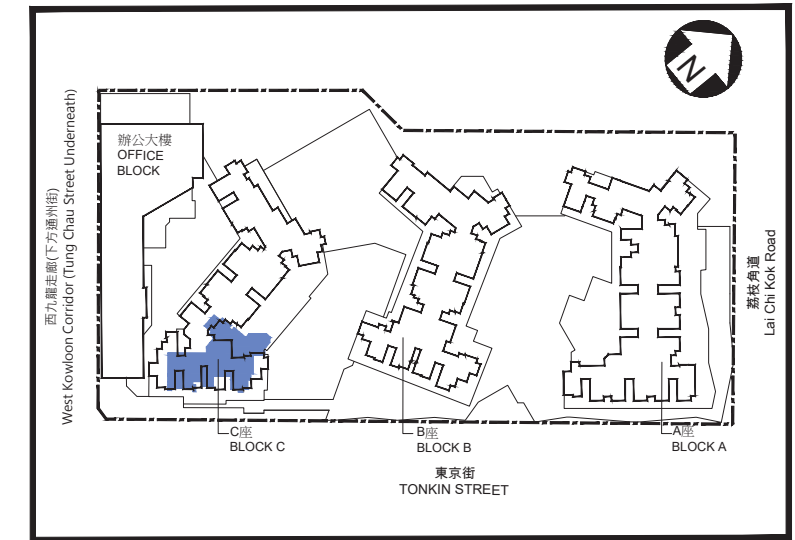 N
辦公大樓
OFFICE
BLOCK
西九龍走廊(下方通州街)
West Kowloon Corridor (Tung Chau Street Underneath)
荔枝角道
Lai Chi Kok Road
C座
BLOCK C
B座
BLOCK B
A座
BLOCK A
東京街
TONKIN STREET